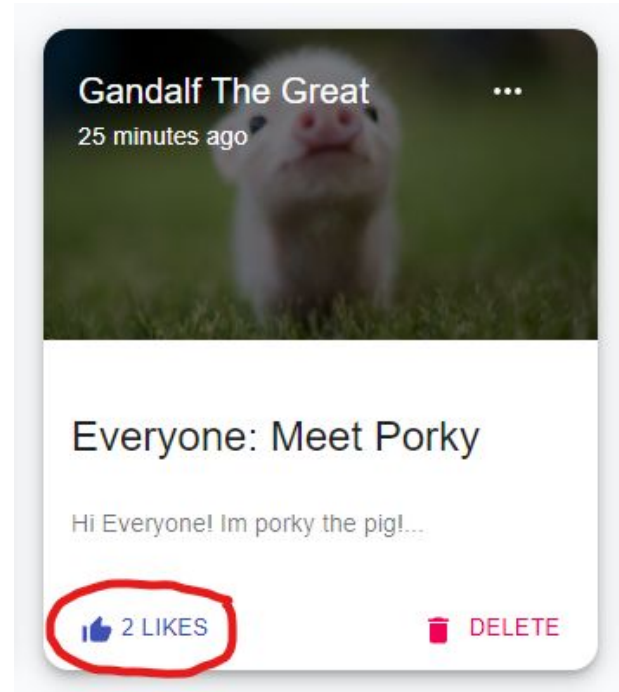 Gandalf The Great
25 minutes ago
Everyone: Meet Porky
Hi Everyone! Im porky the pig!...
2 LIKES
DELETE